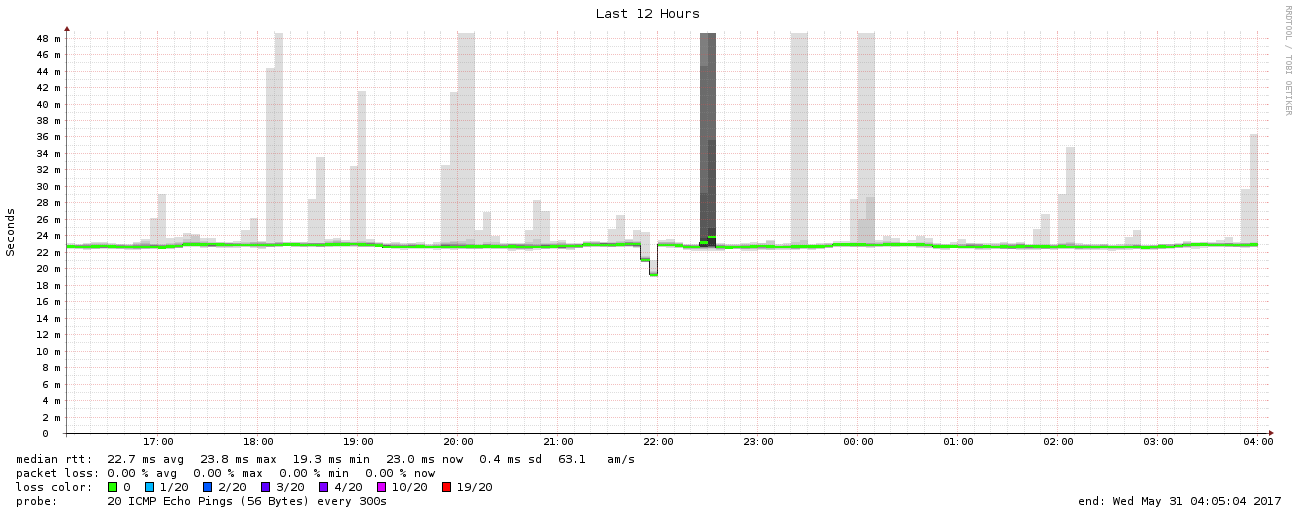 Last 12 Hours
RRDTOOL / TOBI OETIKER
Seconds
48 m
46 m
44 m
42 m
40 m
38 m
36 m
34 m
32 m
30 m
28 m
26 m
24 m
22 m
20 m
18 m
16 m
14 m
12 m
10 m
8 m
6 m
4 m
2 m
0
17:00 18:00 19:00 20:00 21:00 22:00 23:00 00:00 01:00 02:00 03:00 04:00
median rtt: 22.7 ms avg 23.8 ms max 19.3 ms min 23.0 ms now 0.4 ms sd 63.1 am/s
packet loss: 0.00 % avg 0.00 % max 0.00 % min 0.00 % now
loss color: 0 1/20 2/20 3/20 4/20 10/20 19/20
probe: 20 ICMP Echo Pings (56 Bytes) every 300s end: Wed May 31 04:05:04 2017